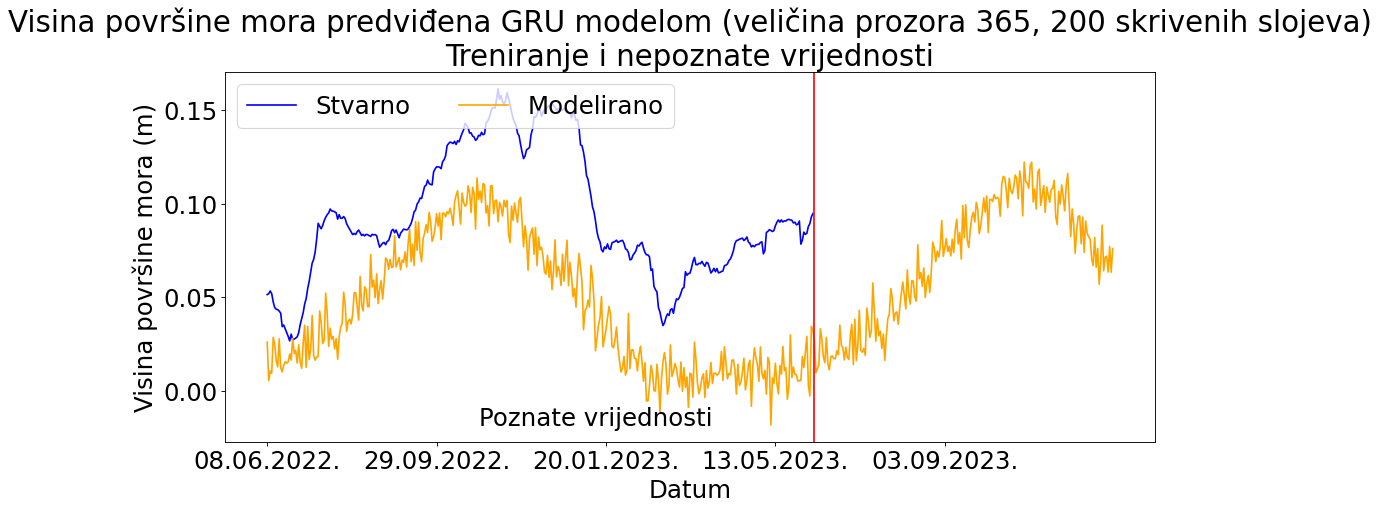 Visina površine mora predviđena GRU modelom (veličina prozora 365, 200 skrivenih slojeva)
Treniranje i nepoznate vrijednosti
Stvarno
Modelirano
Visina površine mora (m)
0.15
0.10
0.05
0.00
Poznate vrijednosti
08.06.2022.
29.09.2022.
20.01.2023.
13.05.2023.
03.09.2023.
Datum